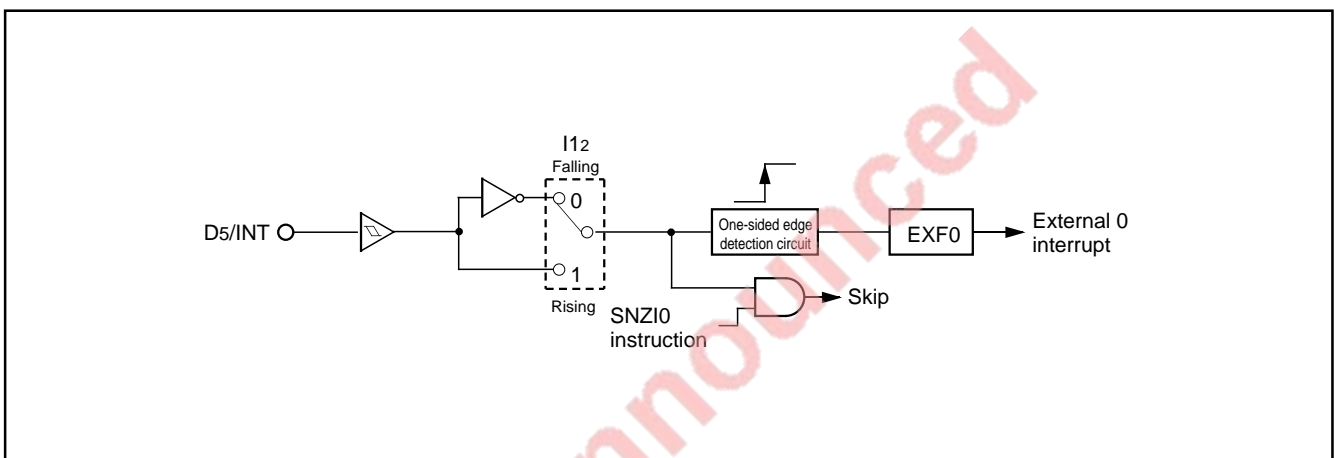 I12
Falling
0
D5/INT
1
Rising
One-sided edge
detection circuit
EXF0
External 0
interrupt
Skip
SNZI0
instruction
nnounced